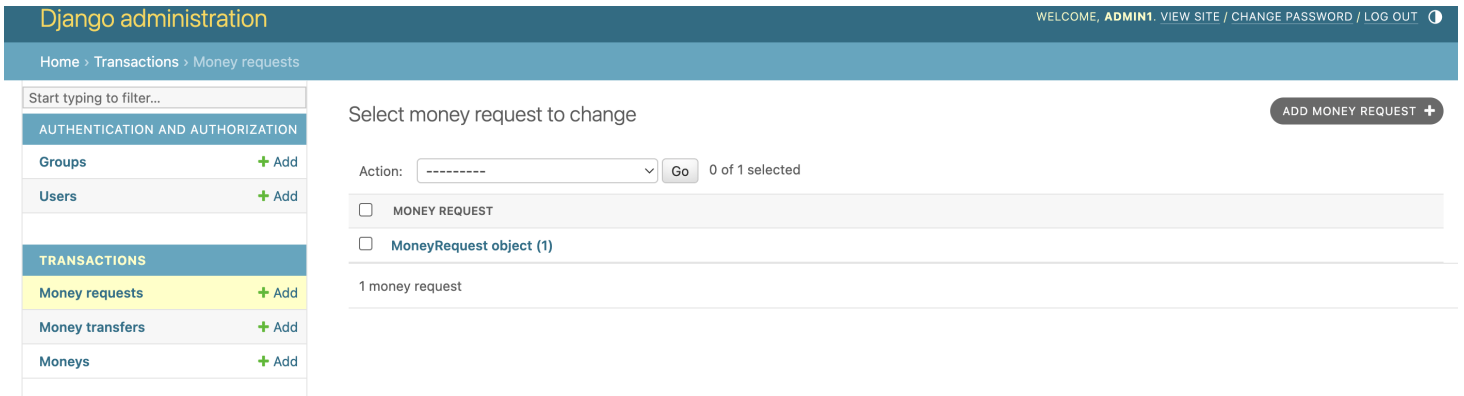 Django administration
WELCOME, ADMIN1. VIEW SITE / CHANGE PASSWORD / LOG OUT
Home › Transactions › Money requests
Start typing to filter...
AUTHENTICATION AND AUTHORIZATION
Groups + Add
Users + Add
TRANSACTIONS
Money requests + Add
Money transfers + Add
Moneys + Add
Select money request to change
ADD MONEY REQUEST +
Action: --------- Go 0 of 1 selected
MONEY REQUEST
MoneyRequest object (1)
1 money request